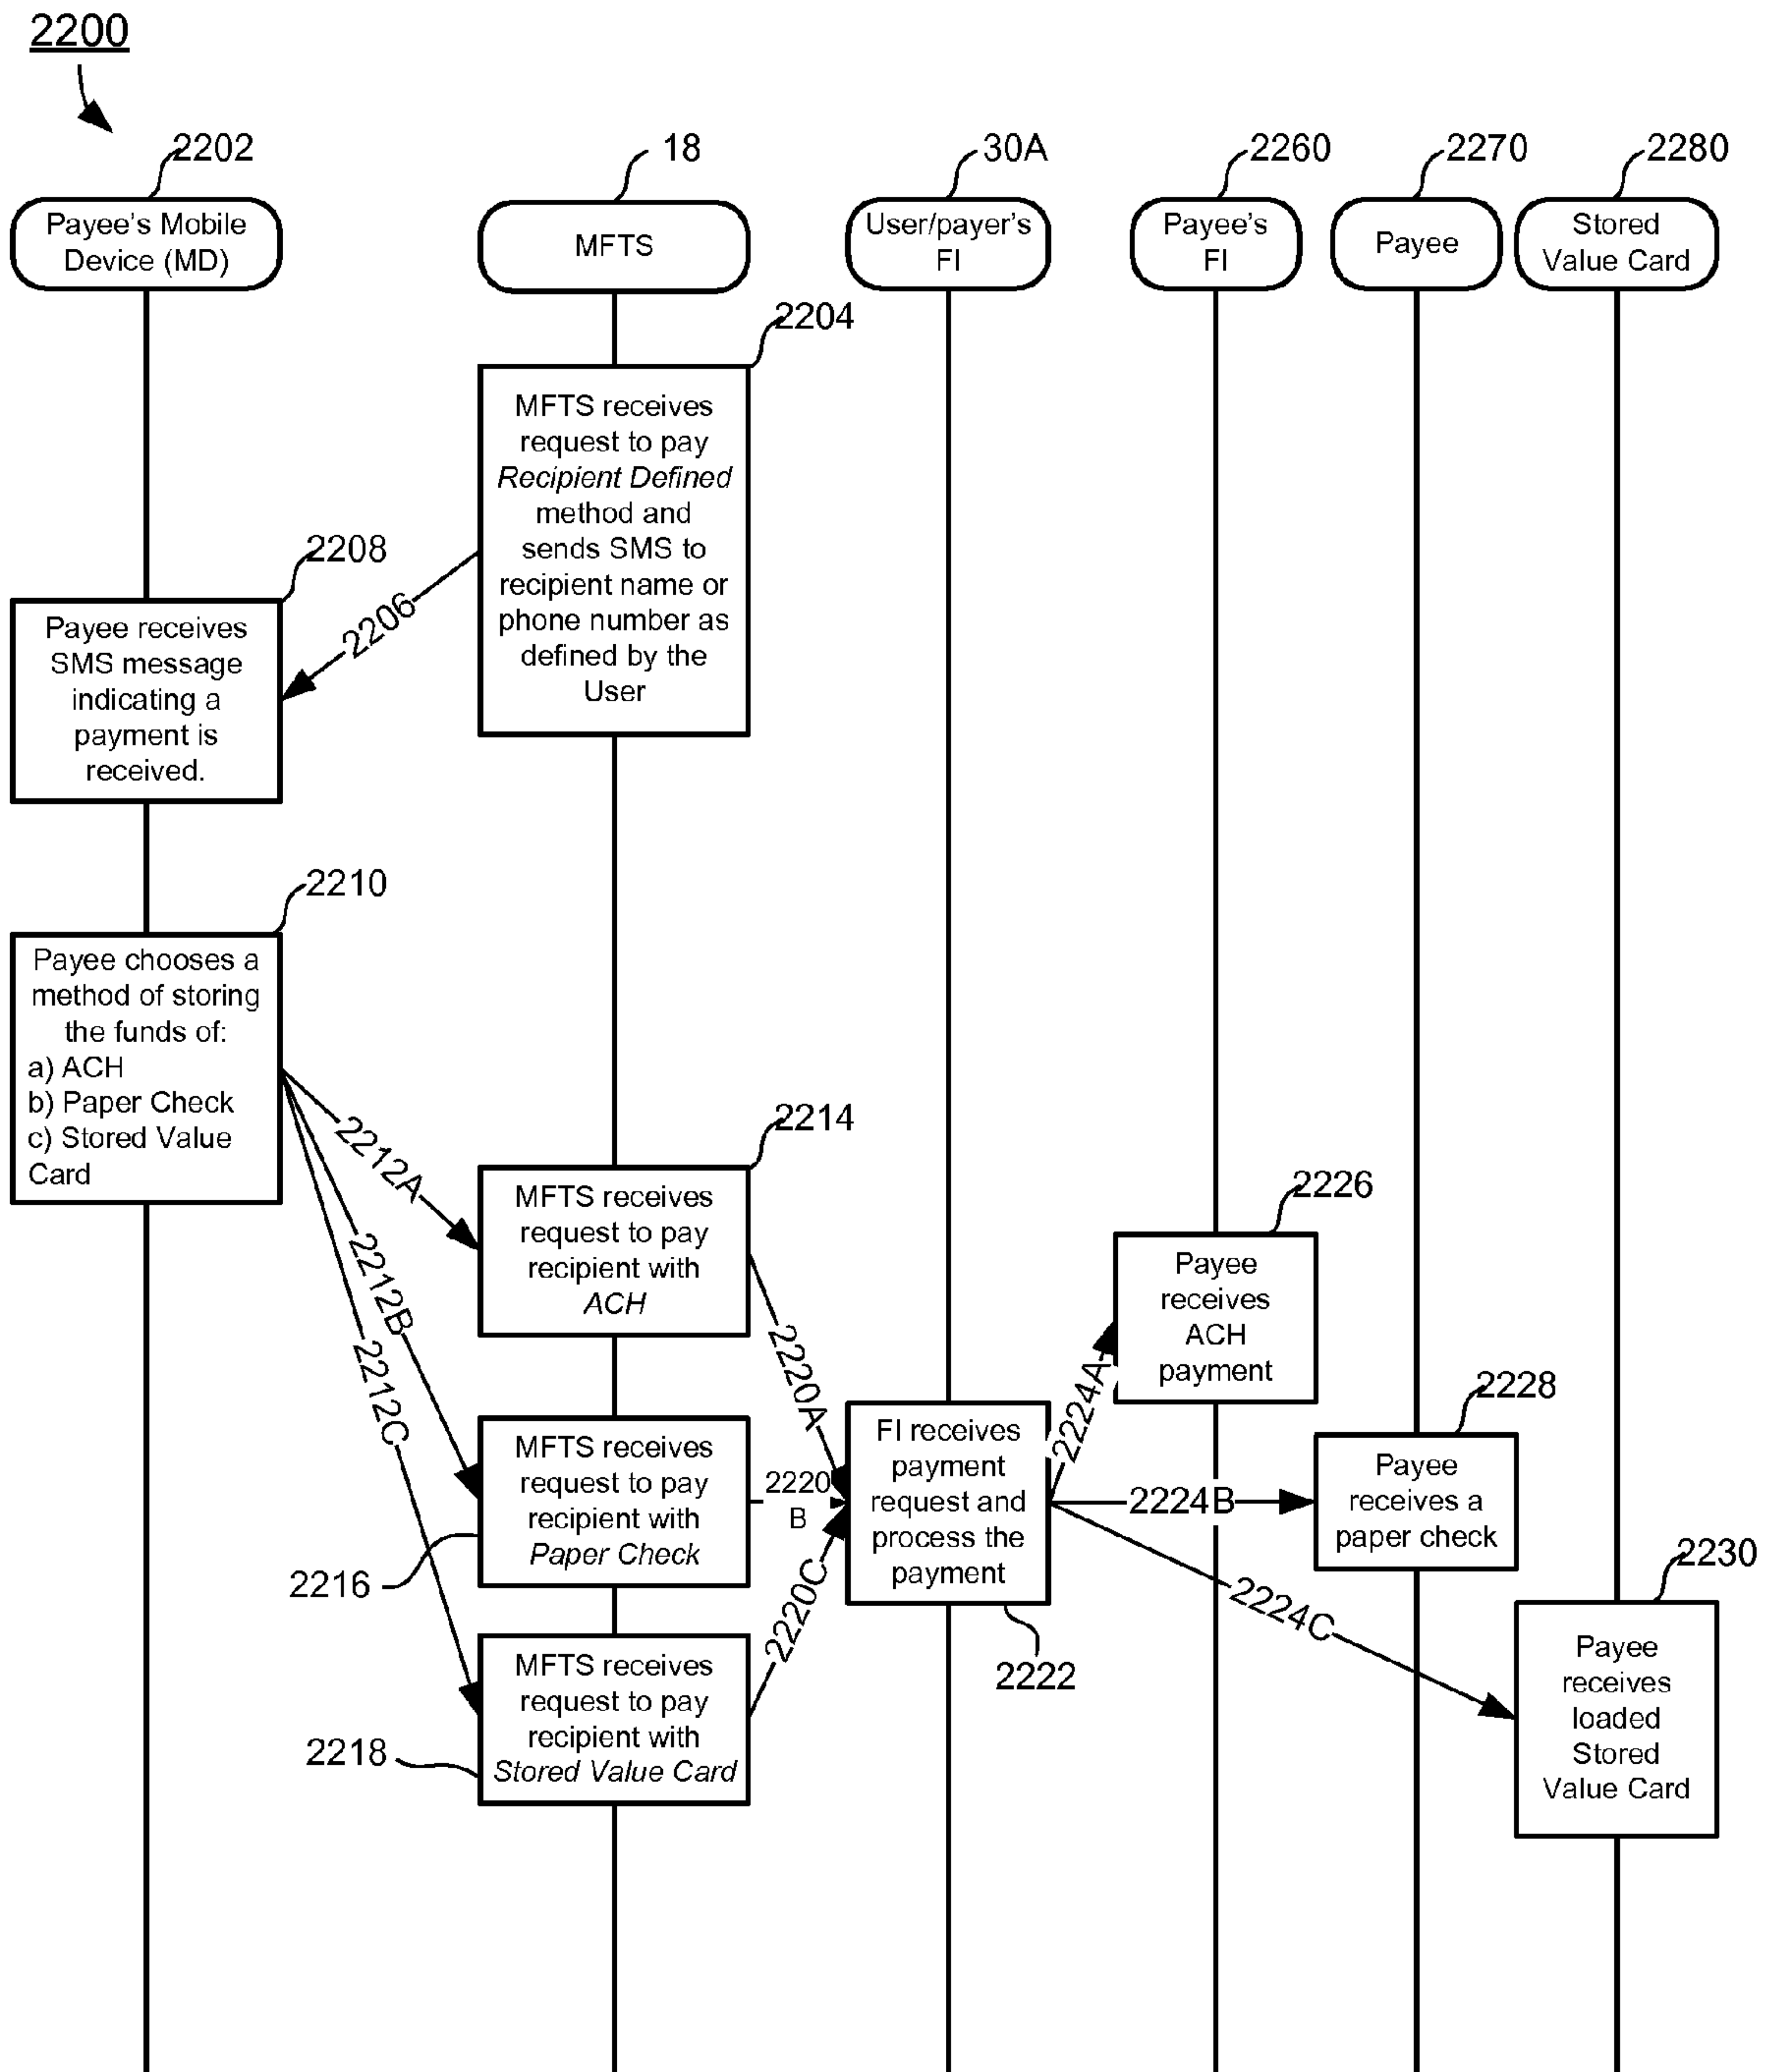 2200
2202
18
30A
2260
2270
2280
Payee's Mobile
Device (MD)
MFTS
User/payer's
FI
Payee's
FI
Payee
Stored
Value Card
2204
MFTS receives
request to pay
Recipient Defined
method and
sends SMS to
recipient name or
phone number as
defined by the
User
2206
2208
Payee receives
SMS message
indicating a
payment is
received.
2210
Payee chooses a
method of storing
the funds of:
a) ACH
b) Paper Check
c) Stored Value
Card
2212A
2212B
2212C
2214
MFTS receives
request to pay
recipient with
ACH
MFTS receives
request to pay
recipient with
Paper Check
2216
MFTS receives
request to pay
recipient with
Stored Value Card
2218
2220A
2220
B
2220C
FI receives
payment
request and
process the
payment
2222
2224A
2224B
2224C
2226
Payee
receives
ACH
payment
2228
Payee
receives a
paper check
2230
Payee
receives
loaded
Stored
Value Card